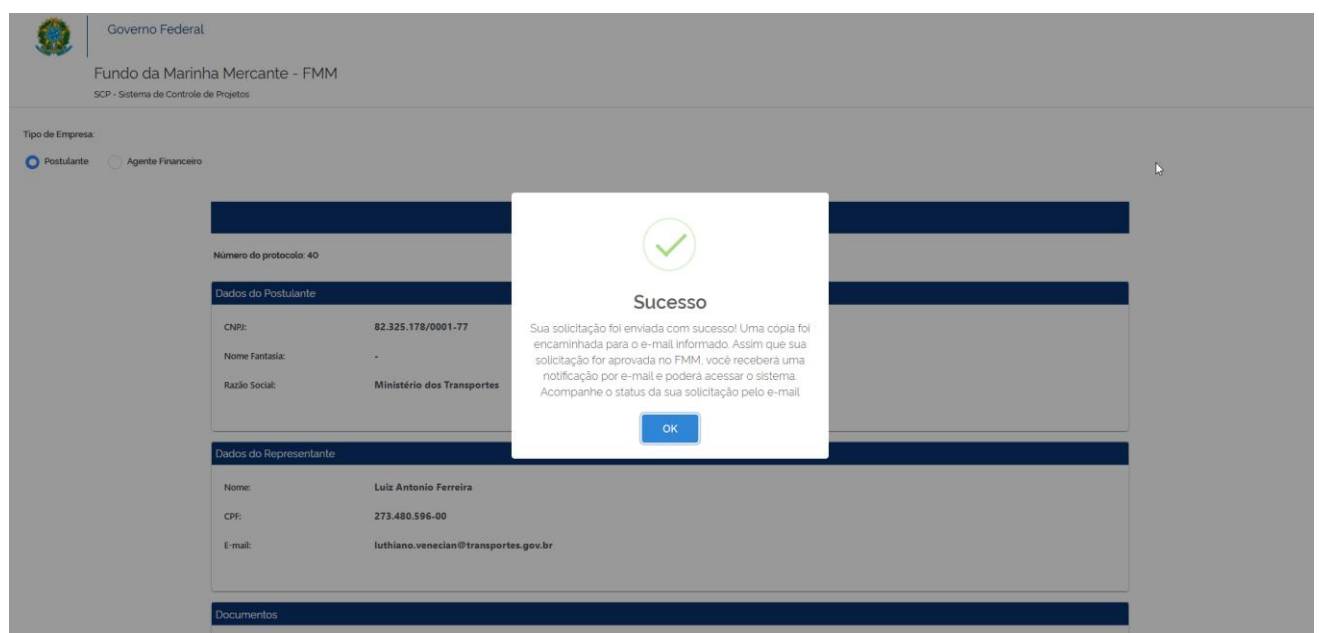 Governo Federal
Fundo da Marinha Mercante - FMM
SCP - Sistema de Controle de Projetos
Tipo de Empresa:
Postulante Agente Financeiro
Número do protocolo: 40
Dados do Postulante
CNPJ: 82.325.178/0001-77
Nome Fantasia: -
Razão Social: Ministério dos Transportes
Sucesso
Sua solicitação foi enviada com sucesso! Uma cópia foi
encaminhada para o e-mail informado. Assim que sua
solicitação for aprovada no FMM, você receberá uma
notificação por e-mail e poderá acessar o sistema.
Acompanhe o status da sua solicitação pelo e-mail
OK
Dados do Representante
Nome: Luiz Antonio Ferreira
CPF: 273.480.596-00
E-mail: luthiano.venecian@transportes.gov.br
Documentos